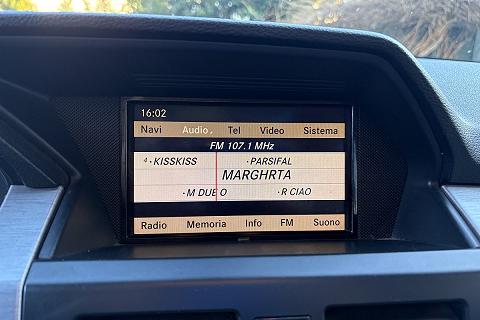 16:02
Navi Audio Tel Video Sistema
FM 107.1 MHz
4 •KISSKISS •PARSIFAL
MARGHRTA
•M DUE O •R CIAO
Radio Memoria Info FM Suono